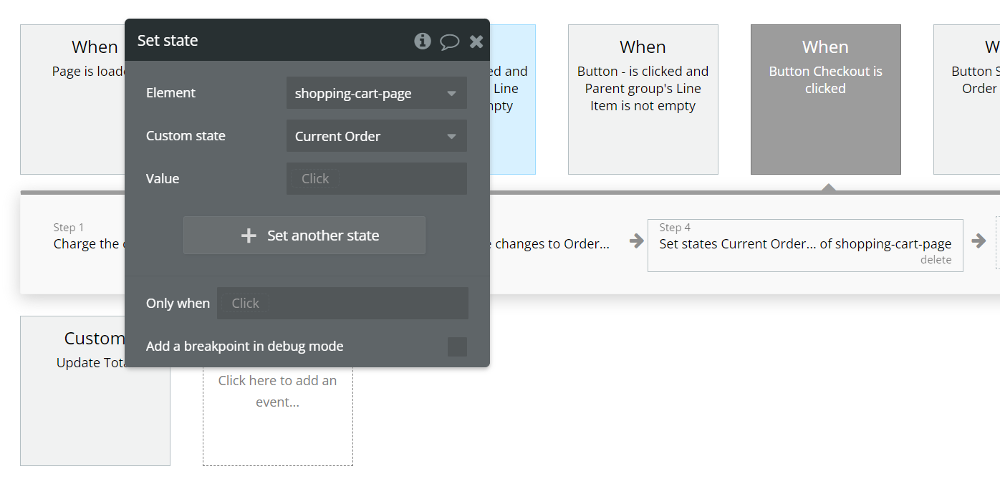 When
Page is loade
Set state
Element
shopping-cart-page
Custom state
Current Order
Value
Click
Set another state
Only when
Click
Add a breakpoint in debug mode
ed and
Line
mpty
When
Button - is clicked and
Parent group's Line
Item is not empty
When
Button Checkout is
clicked
W
Button S
Order
Step 1
Charge the c
changes to Order...
Step 4
Set states Current Order... of shopping-cart-page
delete
Custom
Update Tota
Click here to add an
event...